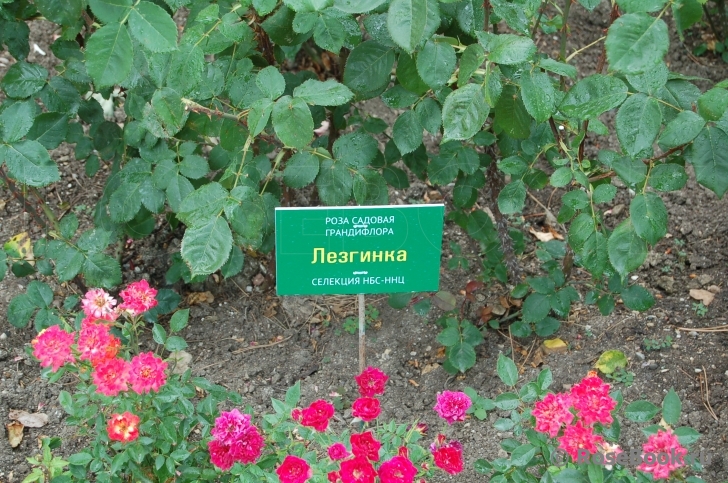 РОЗА САДОВАЯ
ГРАНДИФЛОРА
Лезгинка
СЕЛЕКЦИЯ НБС-ННЦ